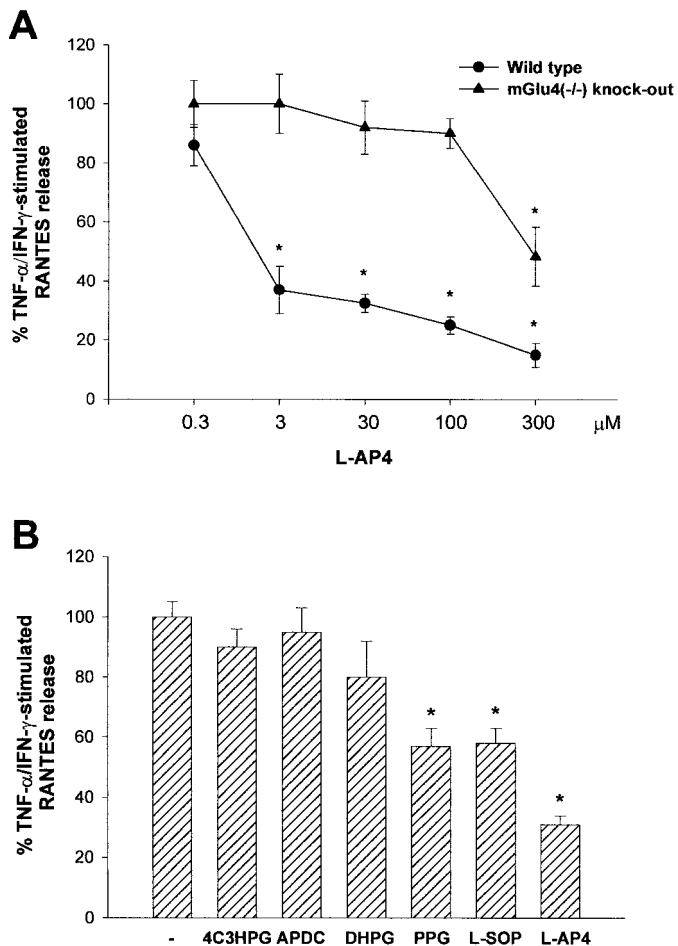 A
120
100
80
60
40
20
0
% TNF-α/IFN-γ-stimulated
RANTES release
Wild type
mGlu4(-/-) knock-out
*
*
*
*
*
0.3 3 30 100 300 μM
L-AP4
B
120
100
80
60
40
20
0
% TNF-α/IFN-γ-stimulated
RANTES release
*
*
*
- 4C3HPG APDC DHPG PPG L-SOP L-AP4